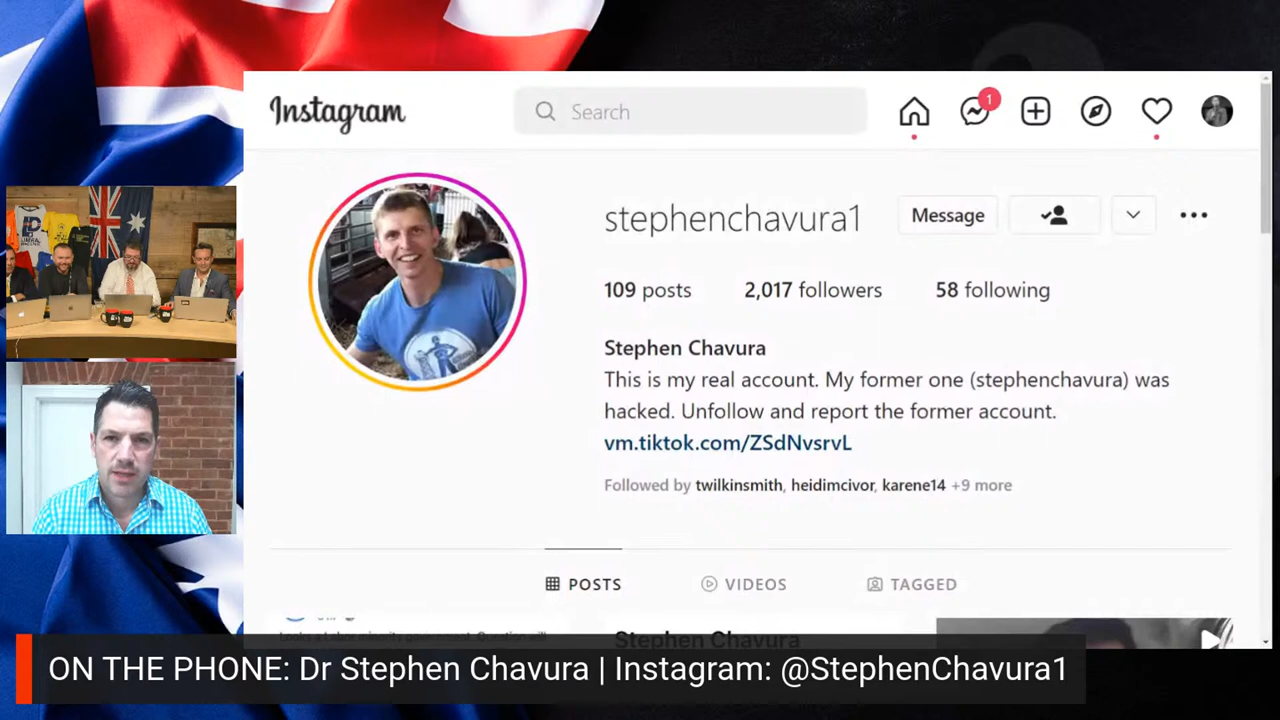 Instagram
Search
1
stephenchavura1
Message
109 posts 2,017 followers 58 following
Stephen Chavura
This is my real account. My former one (stephenchavura) was
hacked. Unfollow and report the former account.
vm.tiktok.com/ZSdNvsrvL
Followed by twilkinsmith, heidimcivor, karene14 +9 more
POSTS VIDEOS TAGGED
Stephen Chavura
ON THE PHONE: Dr Stephen Chavura | Instagram: @StephenChavura1